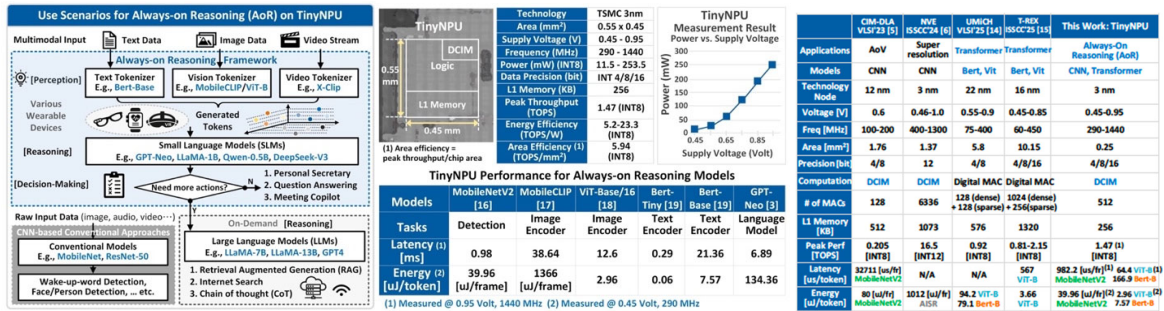 Use Scenarios for Always-on Reasoning (AoR) on TinyNPU
Multimodal Input
Text Data
Image Data
Video Stream
Always-on Reasoning Framework
[Perception]
Text Tokenizer
E.g., Bert-Base
Vision Tokenizer
E.g., MobileCLIP/ViT-B
Video Tokenizer
E.g., X-Clip
Various
Wearable
Devices
Generated
Tokens
[Reasoning]
Small Language Models (SLMs)
E.g., GPT-Neo, LLaMA-1B, Qwen-0.5B, DeepSeek-V3
[Decision-Making]
Need more actions?
N
Y
1. Personal Secretary
2. Question Answering
3. Meeting Copilot
Raw Input Data (image, audio, video…)
CNN-based Conventional Approaches
Conventional Models
E.g., MobileNet, ResNet-50
Wake-up-word Detection,
Face/Person Detection, … etc.
On-Demand [Reasoning]
Large Language Models (LLMs)
E.g., LLaMA-7B, LLaMA-13B, GPT4
1. Retrieval Augmented Generation (RAG)
2. Internet Search
3. Chain of thought (CoT)
DCIM
Logic
L1 Memory
0.55
mm
0.45 mm
(1) Area efficiency =
peak throughput/chip area
Technology TSMC 3nm
Area (mm²) 0.55 x 0.45
Supply Voltage (V) 0.45 - 0.95
Frequency (MHz) 290 - 1440
Power (mW) (INT8) 11.5-253.5
Data Precision (bit) INT 4/8/16
L1 Memory (KB) 256
Peak Throughput
(TOPS) 1.47 (INT8)
Energy Efficiency
(TOPS/W) 5.2-23.3
(INT8)
Area Efficiency (1)
(TOPS/mm²) 5.94
(INT8)
TinyNPU
Measurement Result
Power vs. Supply Voltage
Power (mW)
300
250
200
150
100
50
0
0.45 0.65 0.85
Supply Voltage (Volt)
TinyNPU Performance for Always-on Reasoning Models
Models MobileNetV2 [16] MobileCLIP [17] ViT-Base/16 [18] Bert-Tiny [19] Bert-Base [19] GPT-Neo [3]
Tasks Detection Image Encoder Image Encoder Text Encoder Text Encoder Language Model
Latency (1)
[ms] 0.98 38.64 12.6 0.29 21.36 6.89
Energy (2)
[uJ/token] 39.96 [uJ/frame] 1366 [uJ/frame] 2.96 0.06 7.57 134.36
(1) Measured @ 0.95 Volt, 1440 MHz (2) Measured @ 0.45 Volt, 290 MHz
CIM-DLA VLSI'23 [5] NVE ISSCC'24 [6] UMICH VLSI'25 [14] T-REX ISSCC'25 [15] This Work: TinyNPU
Applications AoV Super resolution Transformer Transformer Always-On Reasoning (AoR)
Models CNN CNN Bert, Vit Bert, Vit CNN, Transformer
Technology Node 12 nm 3 nm 22 nm 16 nm 3 nm
Voltage [V] 0.6 0.46-1.0 0.55-0.9 0.45-0.85 0.45-0.95
Freq [MHz] 100-200 400-1300 75-400 60-450 290-1440
Area [mm²] 1.76 1.37 5.8 10.15 0.25
Precision[bit] 4/8 12 4/8 4/8/16 4/8/16
Computation DCIM DCIM Digital MAC Digital MAC DCIM
# of MACs 128 6336 128 (dense) + 128 (sparse) 1024 (dense) + 256(sparse) 512
L1 Memory [KB] 512 1073 576 1320 256
Peak Perf [TOPS] 0.205 [INT8] 16.5 [INT12] 0.92 [INT8] 0.81-2.15 [INT8] 1.47 (1) [INT8]
Latency [us/token] 32711 [us/fr] MobileNetV2 N/A N/A 567 ViT-B 982.2 [us/fr](1) MobileNetV2 64.4 ViT-B(1) 166.9 Bert-B
Energy [uJ/token] 80 [uJ/fr] MobileNetV2 1012 [uJ/fr] AISR 94.2 ViT-B 79.1 Bert-B 3.66 ViT-B 39.96 [uJ/fr](2) MobileNetV2 2.96 ViT-B(2) 7.57 Bert-B